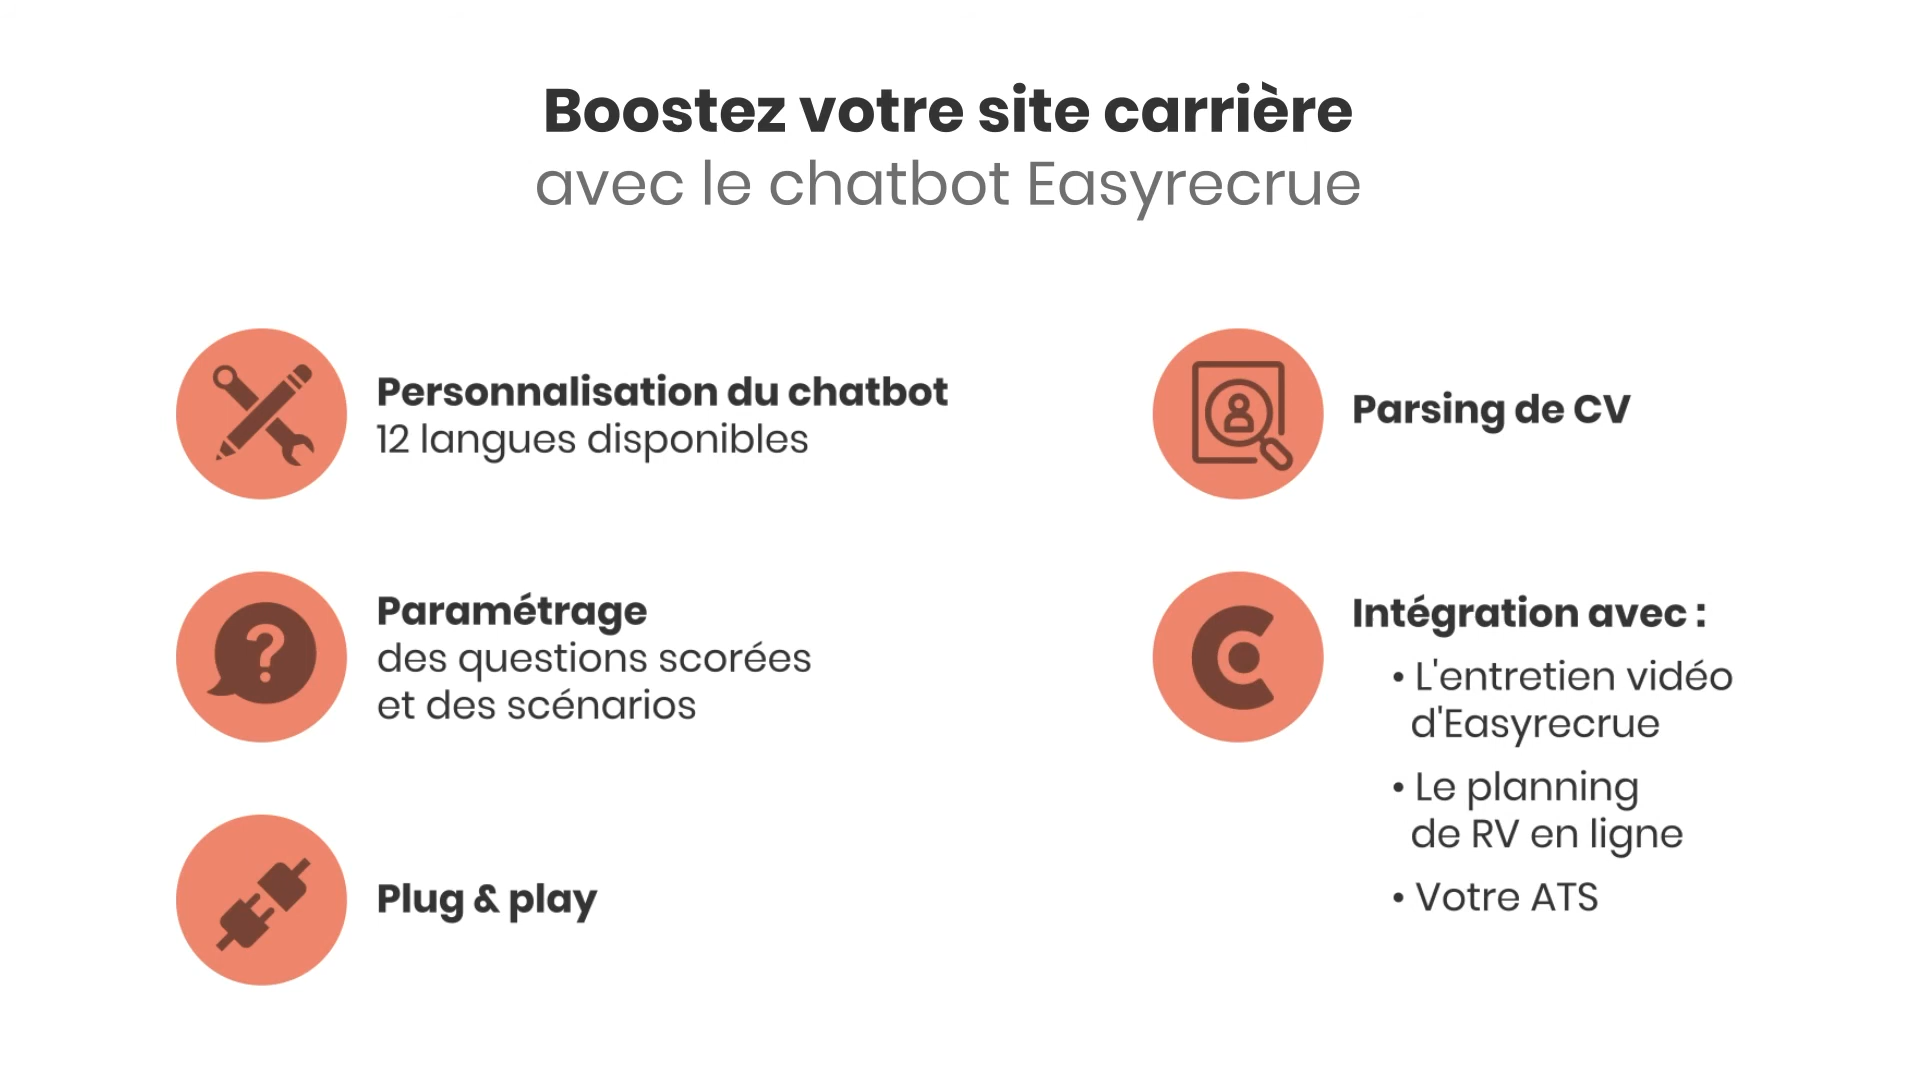 Boostez votre site carrière
avec le chatbot Easyrecrue
Personnalisation du chatbot
12 langues disponibles
Paramétrage
des questions scorées
et des scénarios
Plug & play
Parsing de CV
Intégration avec :
• L'entretien vidéo
d'Easyrecrue
• Le planning
de RV en ligne
• Votre ATS